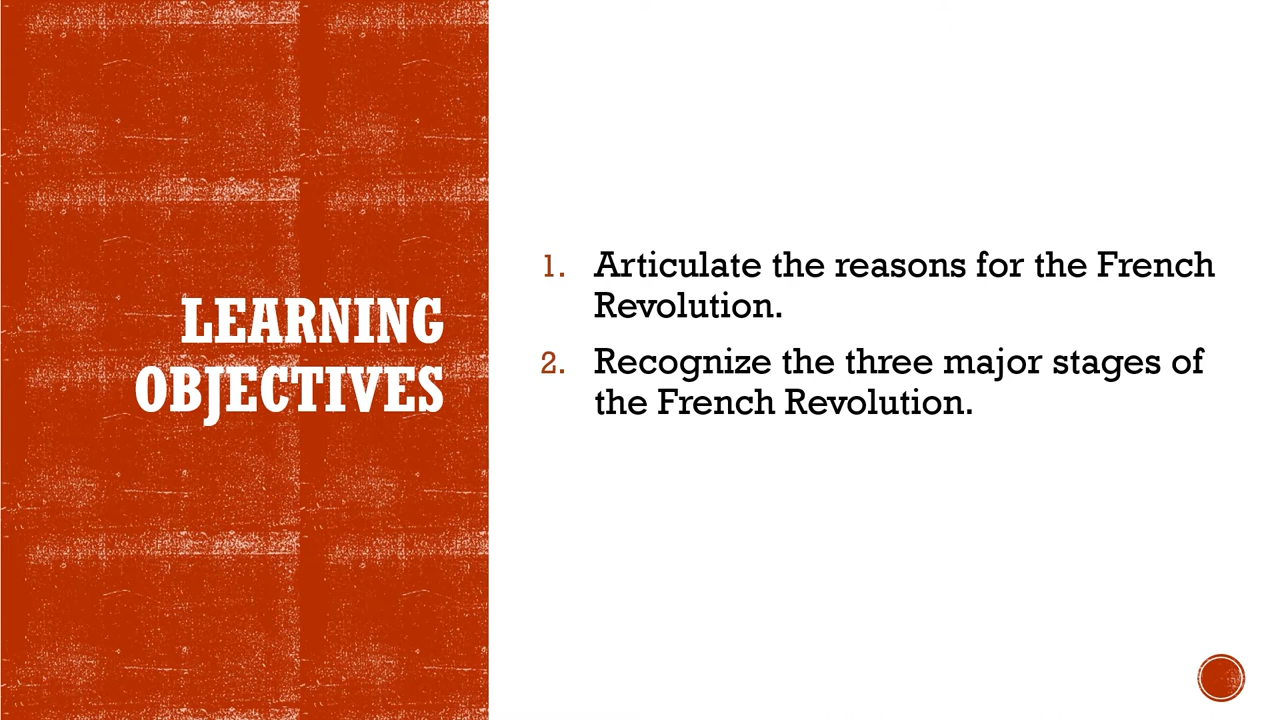 LEARNING
OBJECTIVES
1. Articulate the reasons for the French
Revolution.
2. Recognize the three major stages of
the French Revolution.